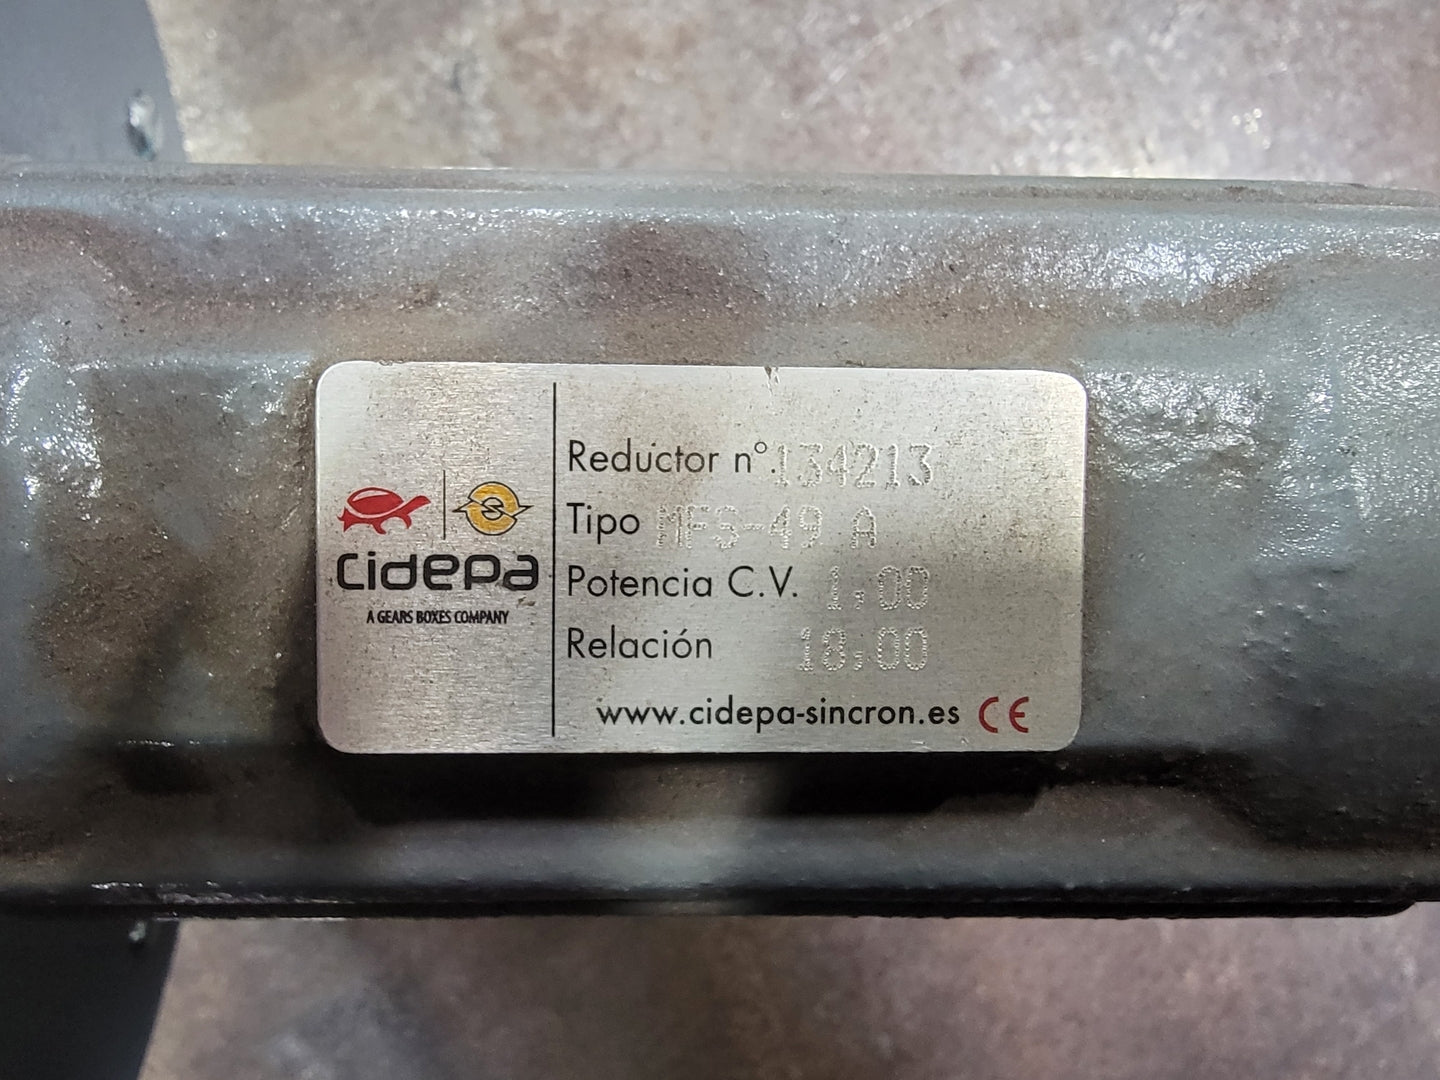 cidepa
A GEARS BOXES COMPANY
Reductor nº. 134213
Tipo MFS-49 A
Potencia C.V. 1,00
Relación 18,00
www.cidepa-sincron.es CE